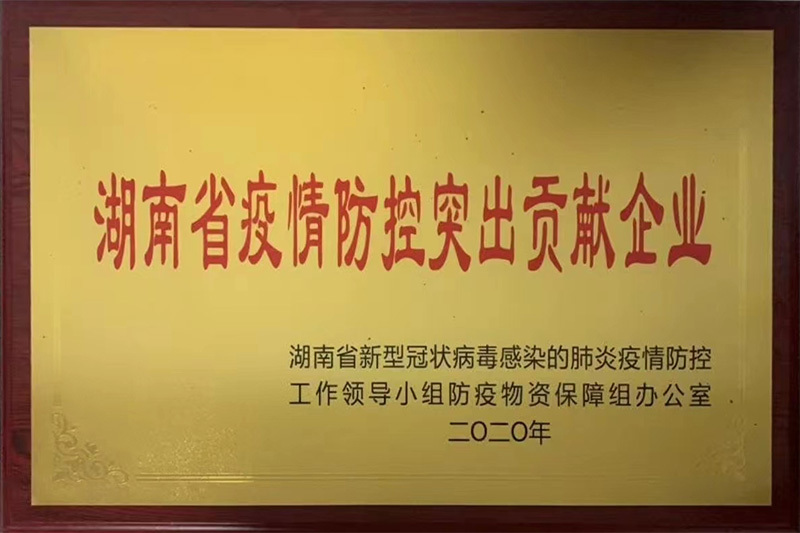 湖南省疫情防控突出贡献企业
湖南省新型冠状病毒感染的肺炎疫情防控
工作领导小组防疫物资保障组办公室
二〇二〇年